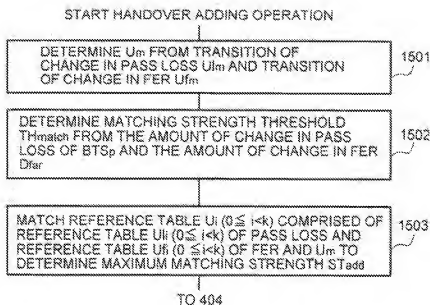 START HANDOVER ADDING OPERATION
DETERMINE Um FROM TRANSITION OF
CHANGE IN PASS LOSS Ulm AND TRANSITION
OF CHANGE IN FER Ufm
1501
DETERMINE MATCHING STRENGTH THRESHOLD
THmatch FROM THE AMOUNT OF CHANGE IN PASS
LOSS OF BTSp AND THE AMOUNT OF CHANGE IN FER
Dfar
1502
MATCH REFERENCE TABLE Ui (0≦ i<k) COMPRISED OF
REFERENCE TABLE Uli (0≦ i<k) OF PASS LOSS AND
REFERENCE TABLE Ufi (0 ≦i<k) OF FER AND Um TO
DETERMINE MAXIMUM MATCHING STRENGTH STadd
1503
TO 404